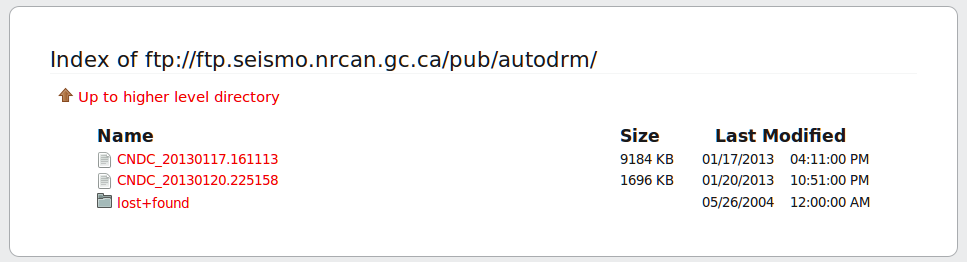 Index of ftp://ftp.seismo.nrcan.gc.ca/pub/autodrm/
Up to higher level directory
Name Size Last Modified
CNDC_20130117.161113 9184 KB 01/17/2013 04:11:00 PM
CNDC_20130120.225158 1696 KB 01/20/2013 10:51:00 PM
lost+found 05/26/2004 12:00:00 AM